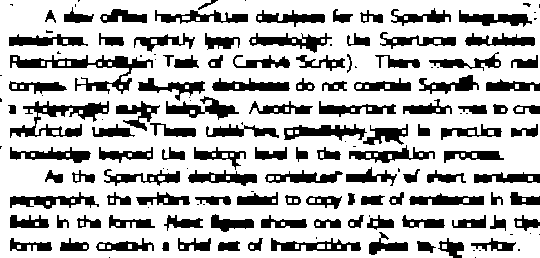 A new offline handwritten database for the Spanish language,
sentences, has recently been developed: the Spartacus database
Restricted-domain Task of Cursive Script). There were two real
corpus. First of all, most databases do not contain Spanish
a widespread major language. Another important reason was to cre
restricted tasks. These tasks are commonly used in practice and
knowledge beyond the lexicon level in the recognition process.
As the Spartacus database consisted mainly of short sentence
paragraphs, the writers were asked to copy a set of sentences in fixe
fields in the forms. Next figure shows one of the forms used in the
forms also contain a brief set of instructions given to the writer.